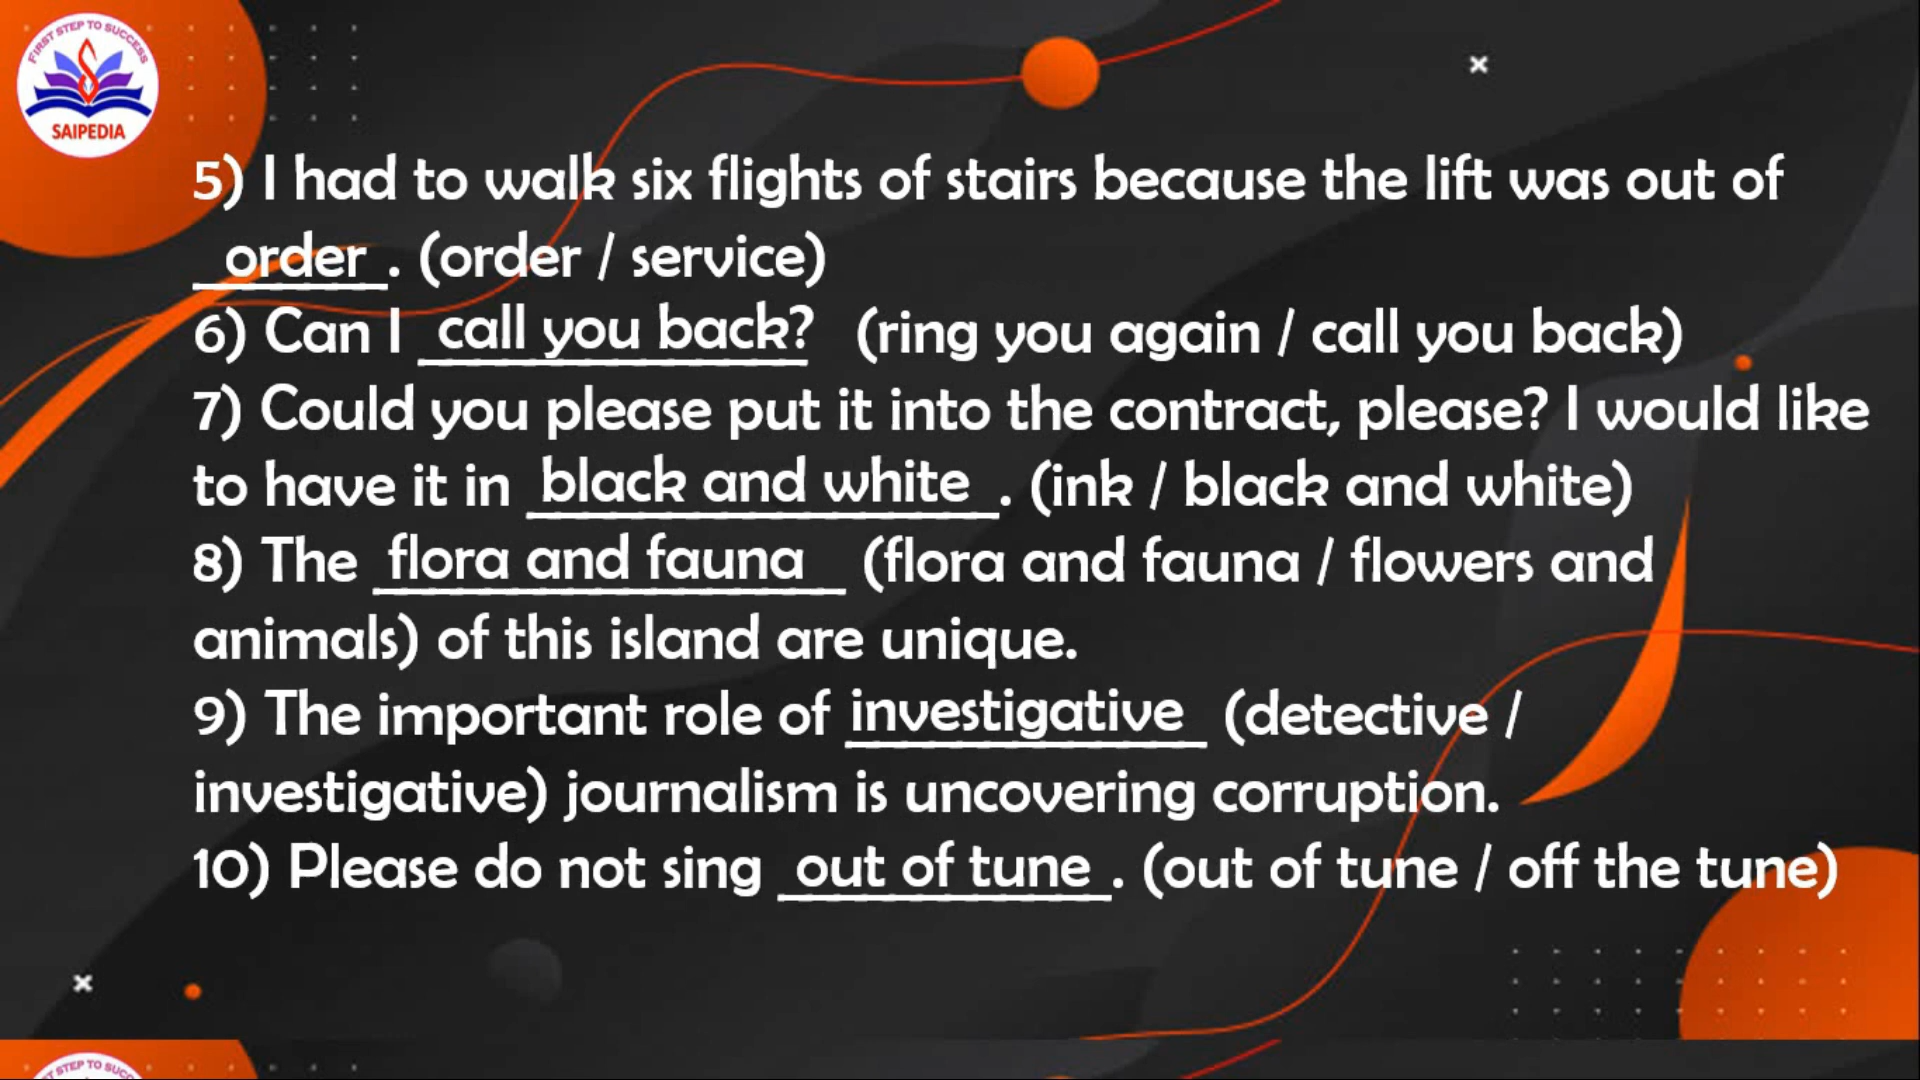 FIRST STEP TO SUCCESS
SAIPEDIA
5) I had to walk six flights of stairs because the lift was out of
order. (order / service)
6) Can I call you back? (ring you again / call you back)
7) Could you please put it into the contract, please? I would like
to have it in black and white. (ink / black and white)
8) The flora and fauna (flora and fauna / flowers and
animals) of this island are unique.
9) The important role of investigative (detective /
investigative) journalism is uncovering corruption.
10) Please do not sing out of tune. (out of tune / off the tune)
STEP TO